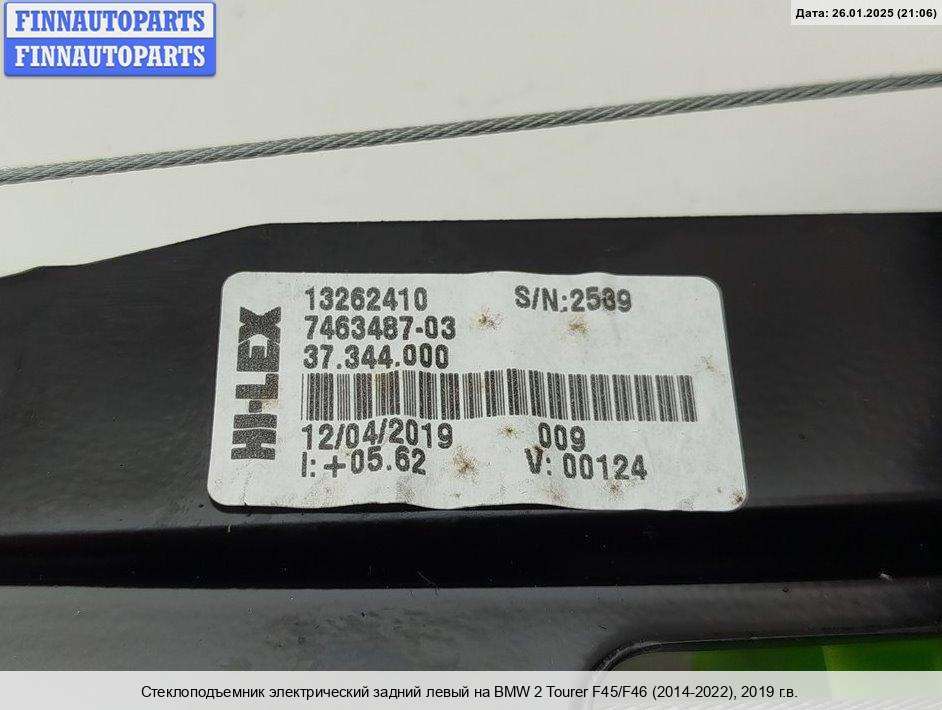 FINNAUTOPARTS
FINNAUTOPARTS
Дата: 26.01.2025 (21:06)
HI-LEX
13262410 S/N:2589
7463487-03
37.344.000
12/04/2019 009
I: +05.62 V: 00124
Стеклоподъемник электрический задний левый на BMW 2 Tourer F45/F46 (2014-2022), 2019 г.в.